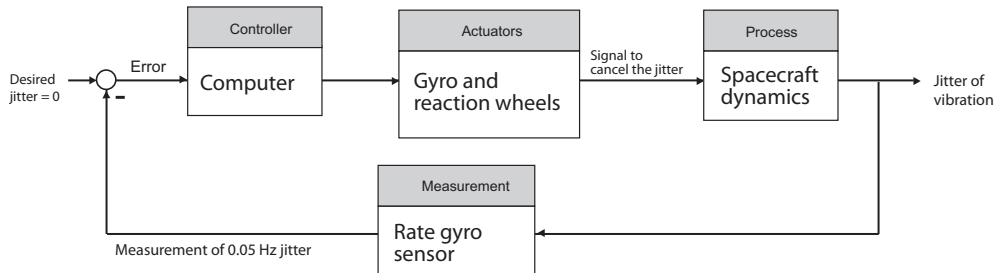 Controller
Computer
Actuators
Gyro and
reaction wheels
Process
Spacecraft
dynamics
Desired
jitter = 0
Error
-
Signal to
cancel the jitter
Jitter of
vibration
Measurement
Rate gyro
sensor
Measurement of 0.05 Hz jitter